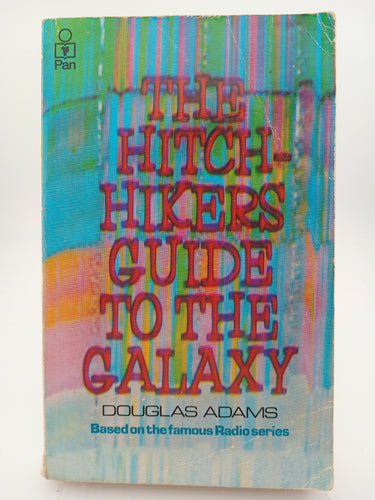 Pan
THE
HITCH-
HIKERS
GUIDE
TO THE
GALAXY
DOUGLAS ADAMS
Based on the famous Radio series